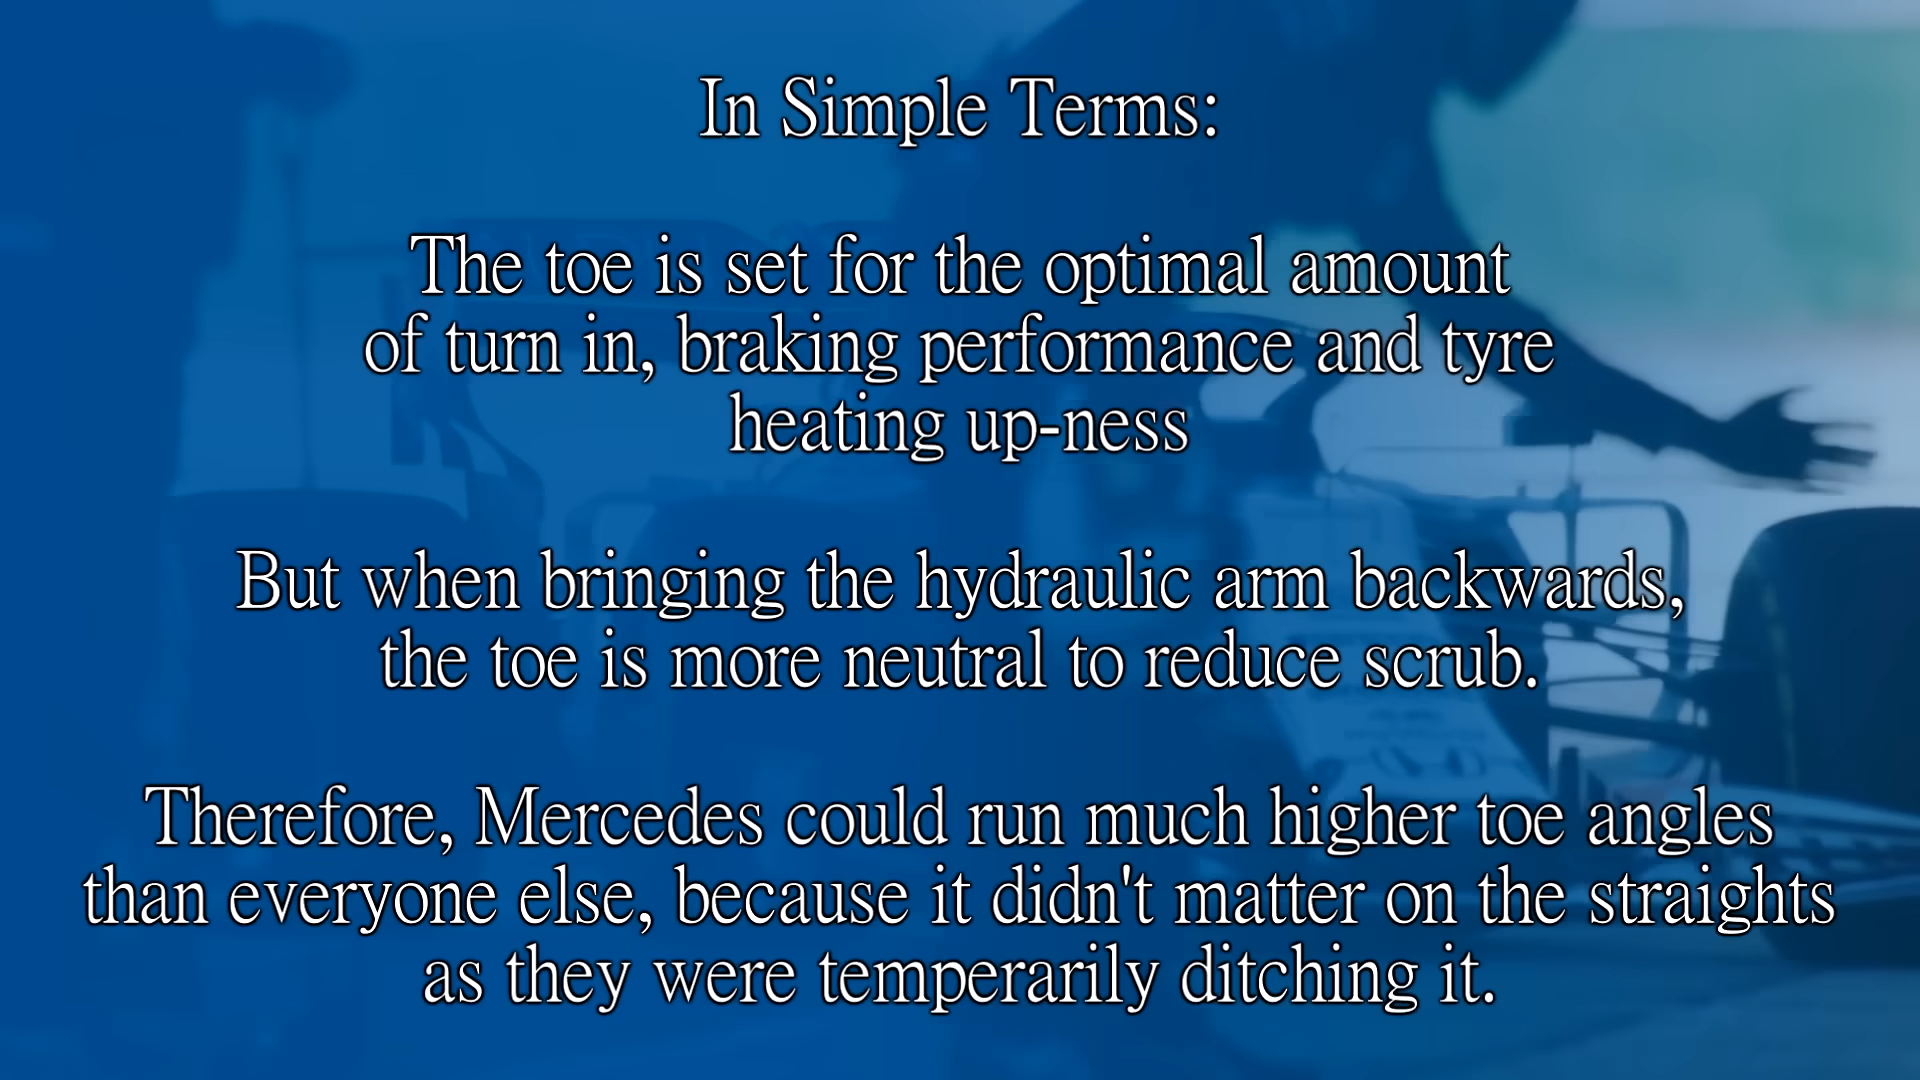 In Simple Terms:
The toe is set for the optimal amount
of turn in, braking performance and tyre
heating up-ness
But when bringing the hydraulic arm backwards,
the toe is more neutral to reduce scrub.
Therefore, Mercedes could run much higher toe angles
than everyone else, because it didn't matter on the straights
as they were temperarily ditching it.